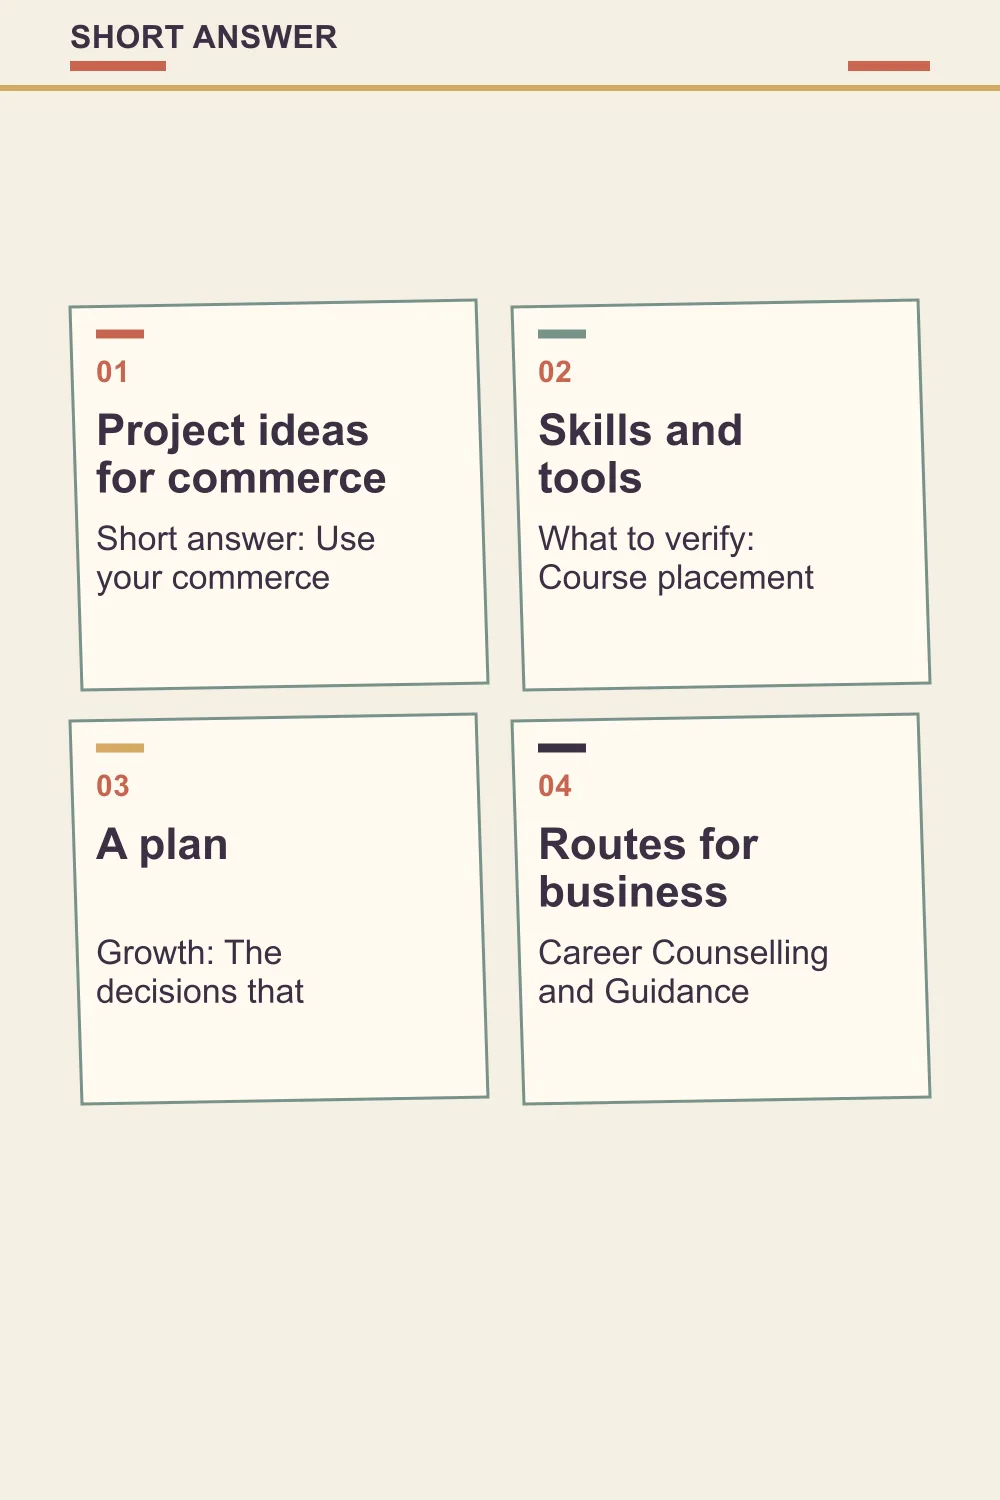 SHORT ANSWER
01
Project ideas
for commerce
Short answer: Use
your commerce
02
Skills and
tools
What to verify:
Course placement
03
A plan
Growth: The
decisions that
04
Routes for
business
Career Counselling
and Guidance